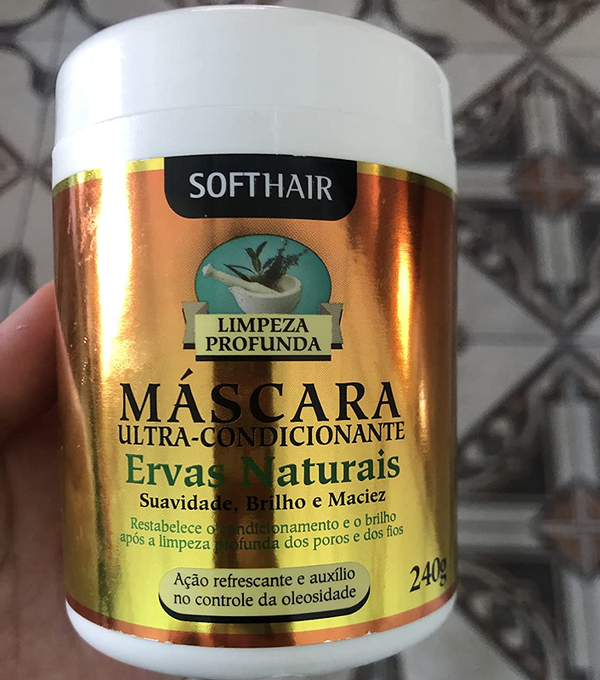 SOFTHAIR
LIMPEZA
PROFUNDA
MÁSCARA
ULTRA-CONDICIONANTE
Ervas Naturais
Suavidade, Brilho e Maciez
Restabelece o condicionamento e o brilho
após a limpeza profunda dos poros e dos fios
Ação refrescante e auxílio
no controle da oleosidade
240g